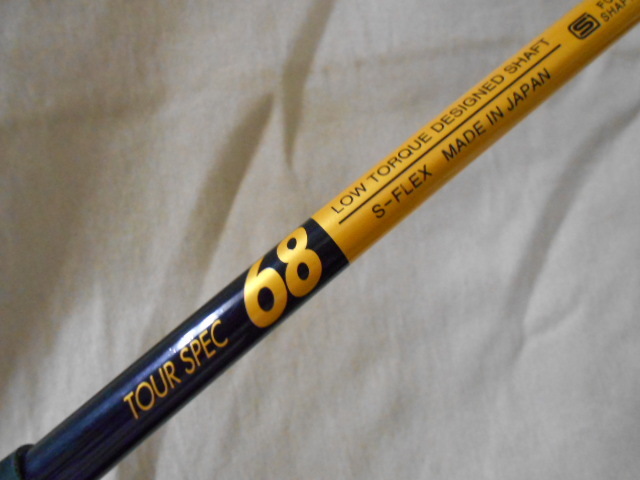 TOUR SPEC 68
LOW TORQUE DESIGNED SHAFT
S-FLEX MADE IN JAPAN
S